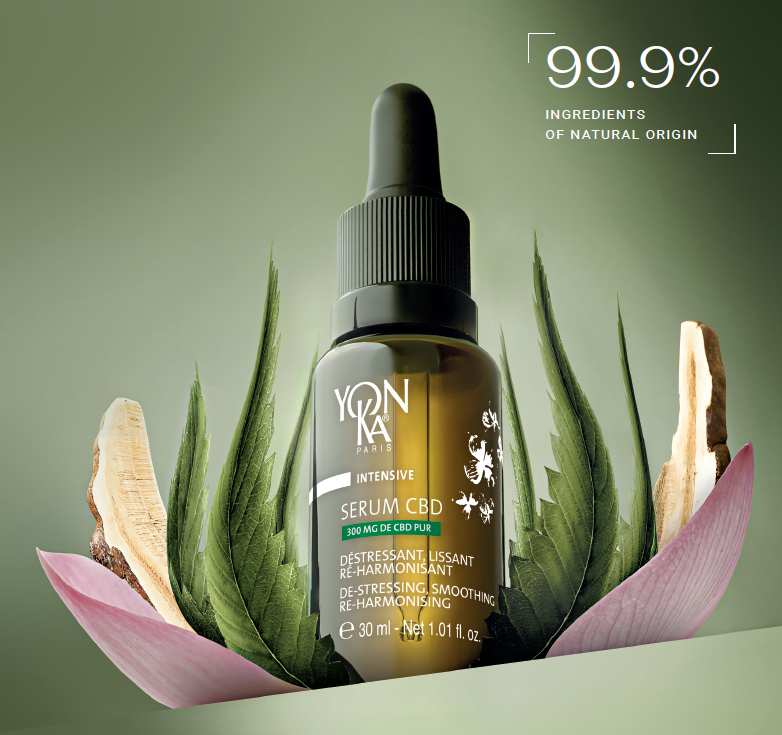 99.9%
INGREDIENTS
OF NATURAL ORIGIN
YON
KA®
PARIS
INTENSIVE
SERUM CBD
300 MG DE CBD PUR
DÉSTRESSANT, LISSANT
RÉ-HARMONISANT
DE-STRESSING, SMOOTHING
RE-HARMONISING
℮ 30 ml - Net 1.01 fl. oz.